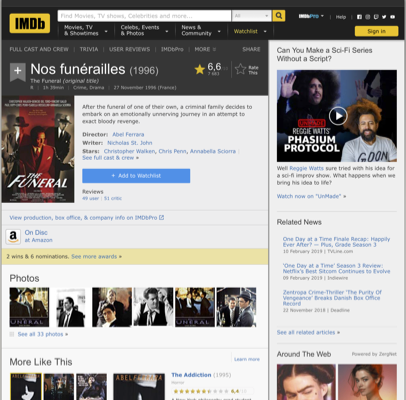 IMDb
Find Movies, TV shows, Celebrities and more...
All
IMDbPro
Help
Movies, TV & Showtimes
Celebs, Events & Photos
News & Community
Watchlist
Sign in
FULL CAST AND CREW | TRIVIA | USER REVIEWS | IMDbPro | MORE
SHARE
Nos funérailles (1996)
The Funeral (original title)
1h 39min | Crime, Drama | 27 November 1996 (France)
6,6
Rate This
THE FUNERAL
After the funeral of one of their own, a criminal family decides to embark on an emotionally unnerving journey in an attempt to exact bloody revenge.
Director: Abel Ferrara
Writer: Nicholas St. John
Stars: Christopher Walken, Chris Penn, Annabella Sciorra |
See full cast & crew »
+ Add to Watchlist
Reviews
49 user | 51 critic
View production, box office, & company info on IMDbPro
a
On Disc
at Amazon
2 wins & 6 nominations. See more awards »
Photos
See all 33 photos »
More Like This
Learn more
The Addiction (1995)
6,4
Can You Make a Sci-Fi Series Without a Script?
REGGIE WATTS'
PHASIUM
PROTOCOL
GOON
Well Reggie Watts sure tried with his idea for a sci-fi improv show. What happens when we bring his idea to life?
Watch now on "UnMade" »
Related News
One Day at a Time Finale Recap: Happily Ever After? — Plus, Grade Season 3
10 February 2019 | TVLine.com
'One Day at a Time' Season 3 Review: Netflix's Best Sitcom Continues to Evolve
09 February 2019 | Indiewire
Zentropa Crime-Thriller 'The Purity Of Vengeance' Breaks Danish Box Office Record
22 November 2018 | Deadline
See all related articles »
Around The Web
Powered by ZergNet